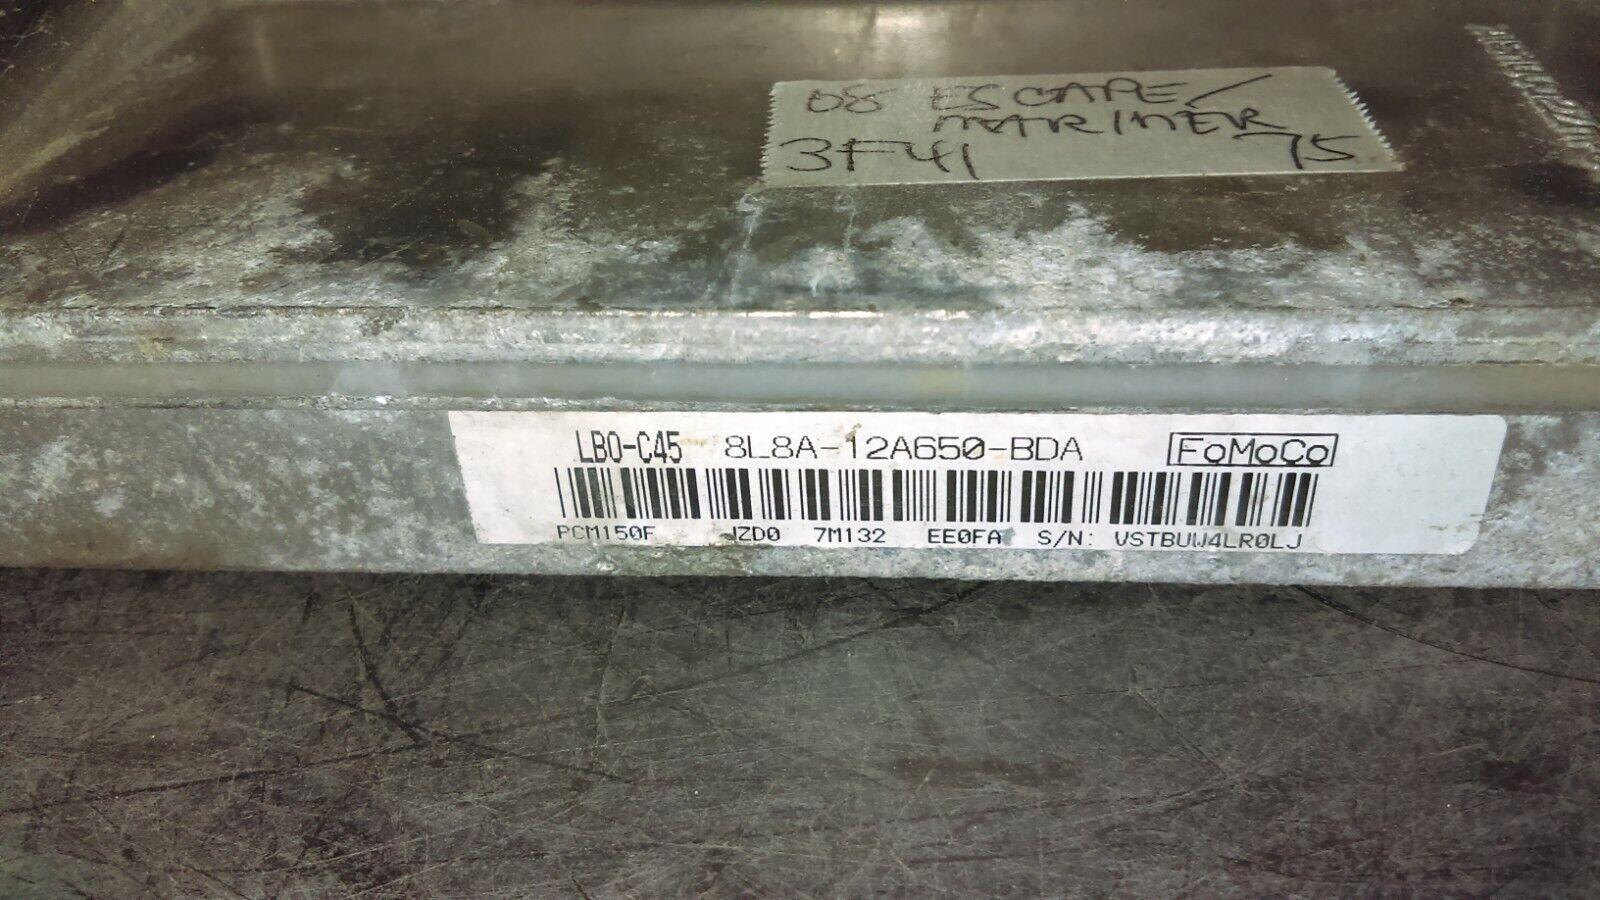 08 ESCAPE/
MARINER
3F41 75
LB0-C45 8L8A-12A650-BDA FoMoCo
PCM150F JZD0 7M132 EE0FA S/N: VSTBUW4LR0LJ